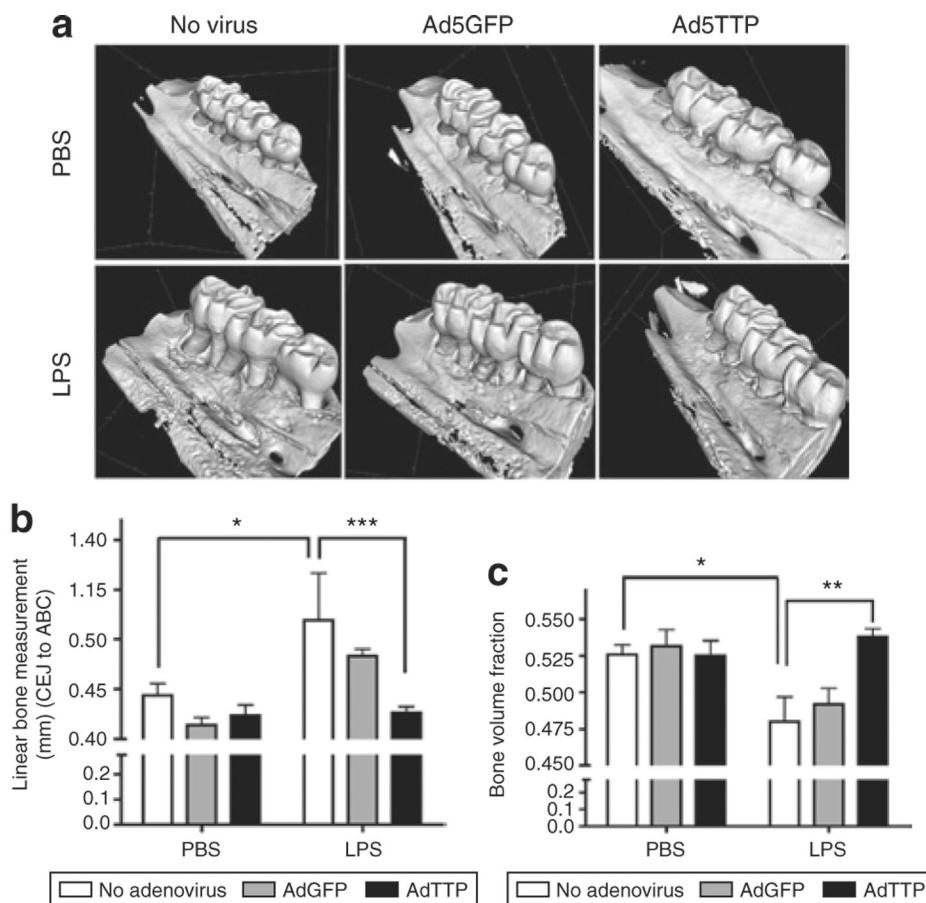 a
No virus
Ad5GFP
Ad5TTP
PBS
LPS
b
Linear bone measurement
(mm) (CEJ to ABC)
1.40
1.15
0.50
0.45
0.40
0.2
0.1
0.0
*
***
PBS
LPS
No adenovirus
AdGFP
AdTTP
c
Bone volume fraction
0.550
0.525
0.500
0.475
0.450
0.2
0.1
0.0
*
**
PBS
LPS
No adenovirus
AdGFP
AdTTP